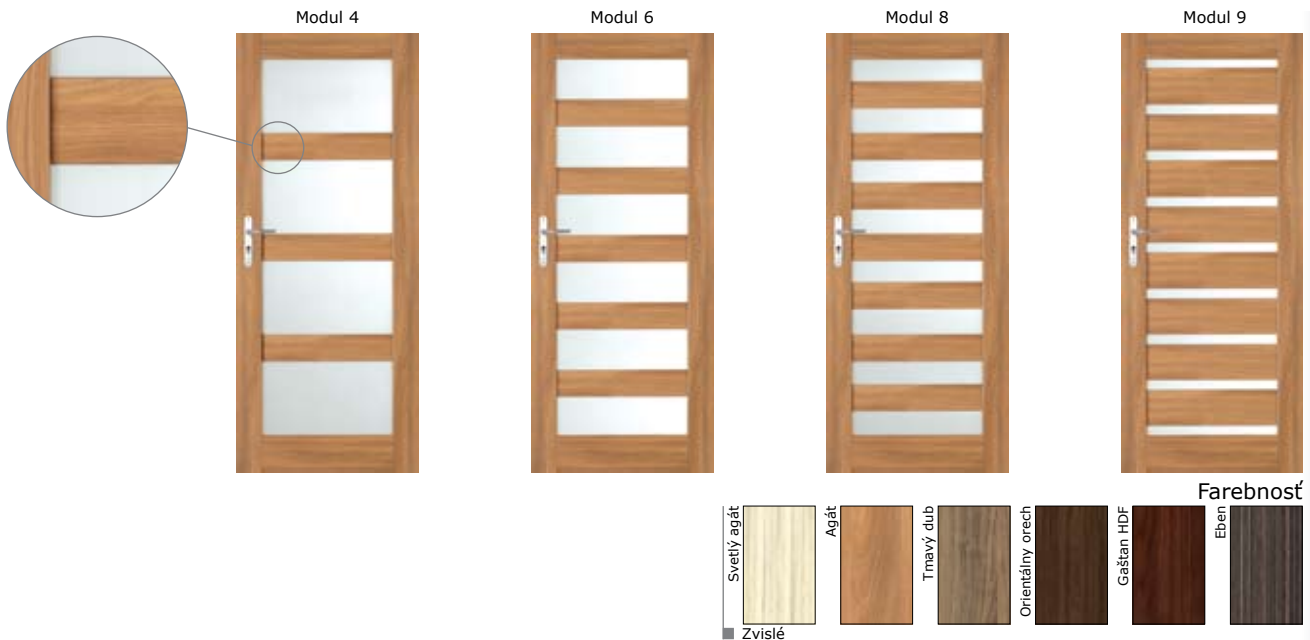 Modul 4
Modul 6
Modul 8
Modul 9
Farebnosť
Svetlý agát
Agát
Tmavý dub
Orientálny orech
Gaštan HDF
Eben
Zvislé